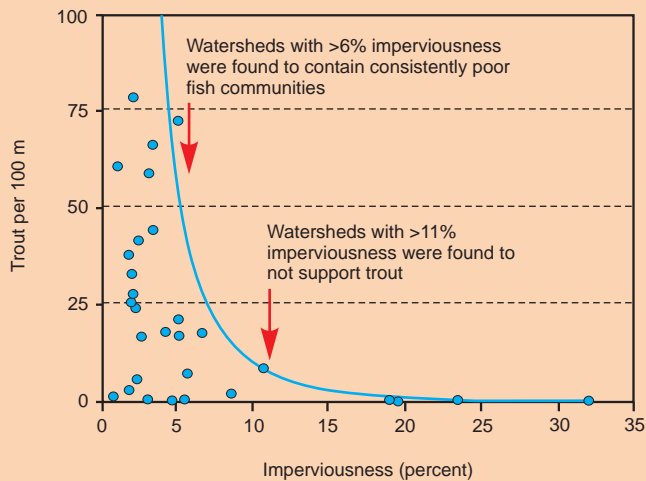 100
Watersheds with >6% imperviousness
were found to contain consistently poor
fish communities
75
Trout per 100 m
50
Watersheds with >11%
imperviousness were found to
not support trout
25
0
0 5 10 15 20 25 30 35
Imperviousness (percent)